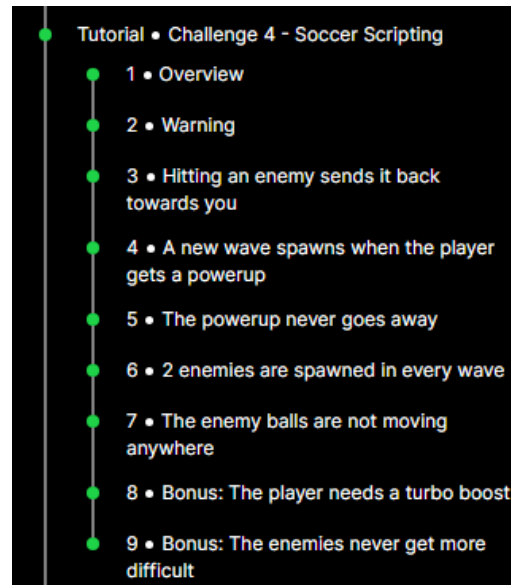 Tutorial • Challenge 4 - Soccer Scripting
1 • Overview
2 • Warning
3 • Hitting an enemy sends it back
towards you
4 • A new wave spawns when the player
gets a powerup
5 • The powerup never goes away
6 • 2 enemies are spawned in every wave
7 • The enemy balls are not moving
anywhere
8 • Bonus: The player needs a turbo boost
9 • Bonus: The enemies never get more
difficult